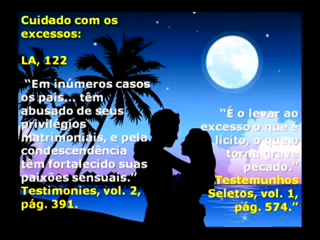 Cuidado com os
excessos:
LA, 122
“Em inúmeros casos
os pais... têm
abusado de seus
privilégios
matrimoniais, e pela
condescendência
têm fortalecido suas
paixões sensuais.”
Testimonies, vol. 2,
pág. 391.
“É o levar ao
excesso o que é
lícito, o que o
torna grave
pecado.”
Testemunhos
Seletos, vol. 1,
pág. 574.”